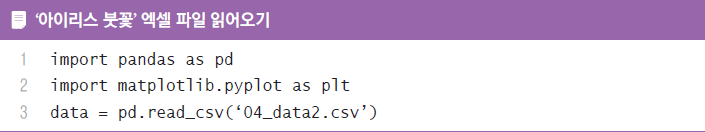 ‘아이리스 붓꽃’ 엑셀 파일 읽어오기
1 import pandas as pd
2 import matplotlib.pyplot as plt
3 data = pd.read_csv(‘04_data2.csv’)